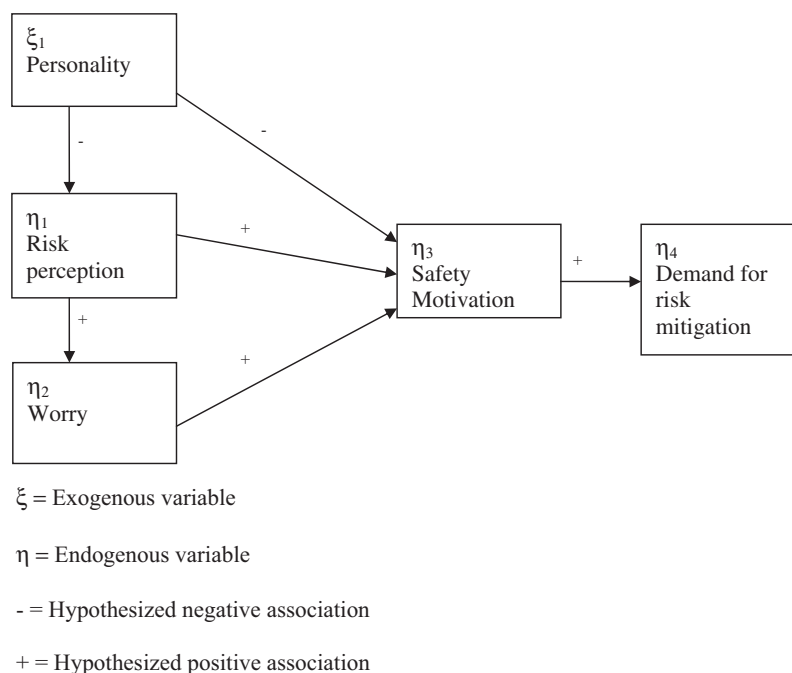 ξ₁
Personality
-
-
η₁
Risk
perception
+
+
η₂
Worry
+
η₃
Safety
Motivation
+
η₄
Demand for
risk
mitigation
ξ = Exogenous variable
η = Endogenous variable
- = Hypothesized negative association
+ = Hypothesized positive association